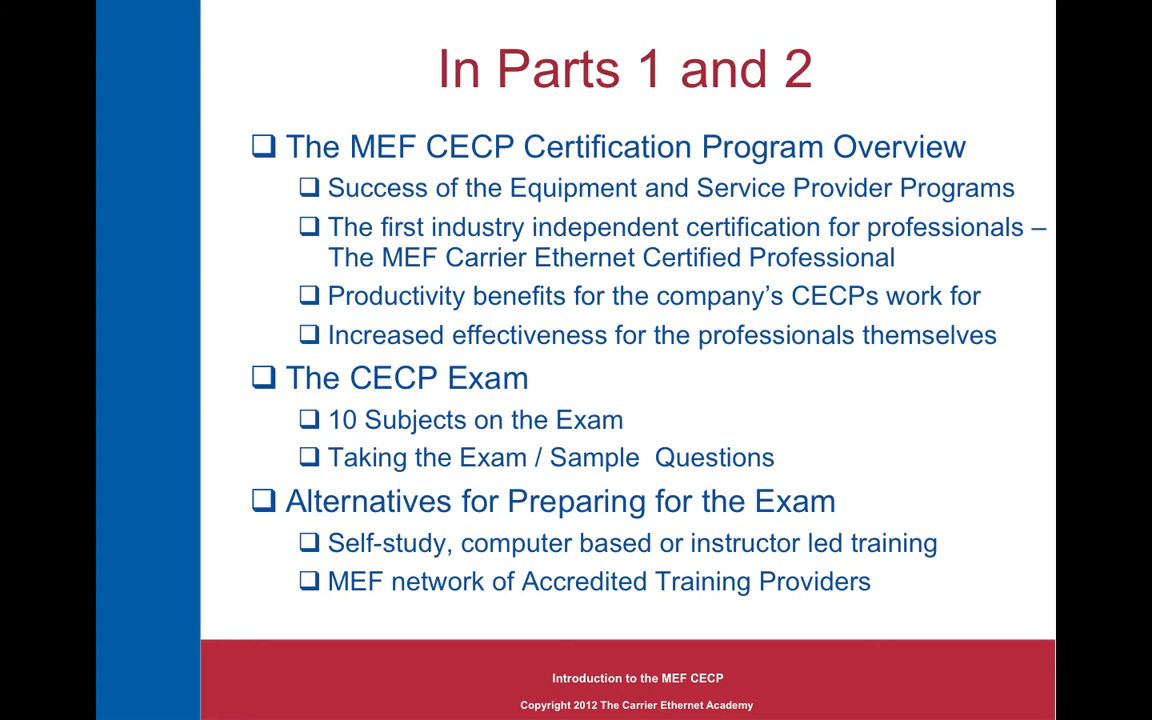 In Parts 1 and 2
The MEF CECP Certification Program Overview
Success of the Equipment and Service Provider Programs
The first industry independent certification for professionals –
The MEF Carrier Ethernet Certified Professional
Productivity benefits for the company’s CECPs work for
Increased effectiveness for the professionals themselves
The CECP Exam
10 Subjects on the Exam
Taking the Exam / Sample  Questions
Alternatives for Preparing for the Exam
Self-study, computer based or instructor led training
MEF network of Accredited Training Providers
Introduction to the MEF CECP
Copyright 2012 The Carrier Ethernet Academy